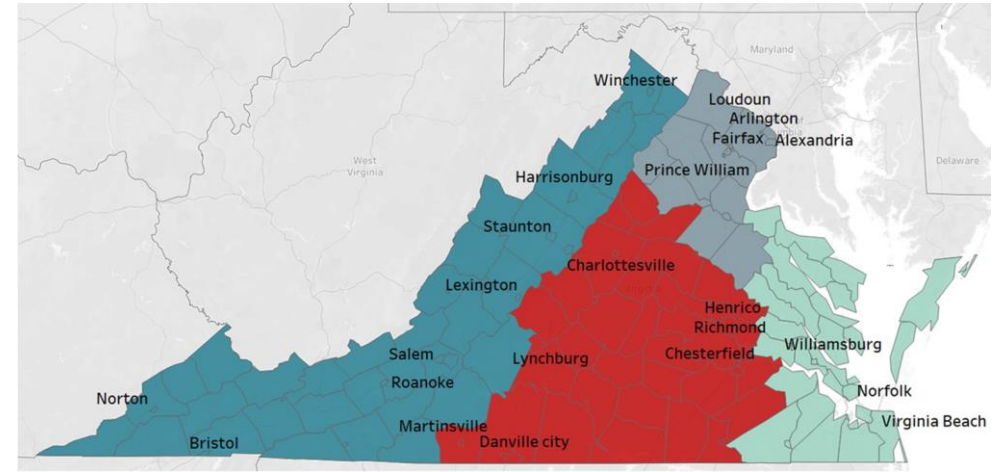 Maryland
Winchester
Loudoun
Arlington
Fairfax
Alexandria
West
Virginia
Delaware
Prince William
Harrisonburg
Staunton
Charlottesville
Lexington
Henrico
Richmond
Williamsburg
Salem
Lynchburg
Chesterfield
Roanoke
Norton
Norfolk
Martinsville
Virginia Beach
Bristol
Danville city